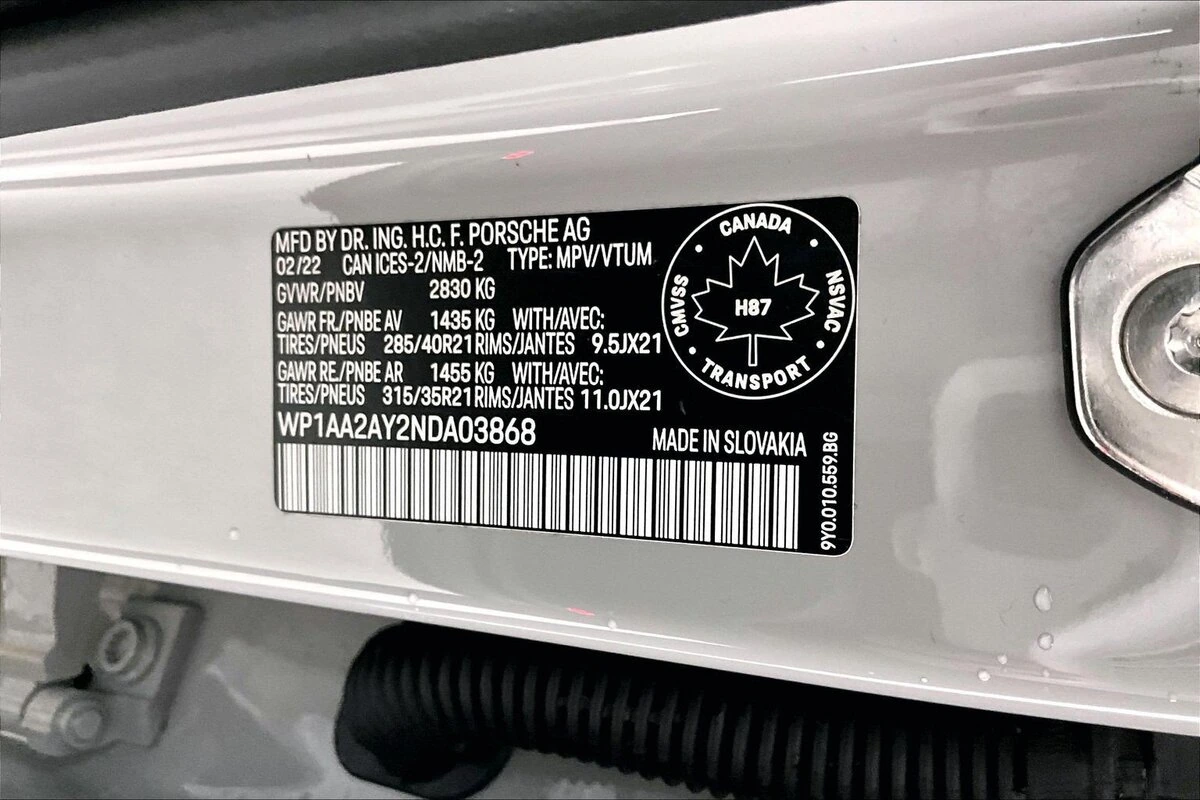 MFD BY DR. ING. H.C. F. PORSCHE AG
02/22 CAN ICES-2/NMB-2 TYPE: MPV/VTUM
GVWR/PNBV 2830 KG
GAWR FR./PNBE AV 1435 KG WITH/AVEC:
TIRES/PNEUS 285/40R21 RIMS/JANTES 9.5JX21
GAWR RE./PNBE AR 1455 KG WITH/AVEC:
TIRES/PNEUS 315/35R21 RIMS/JANTES 11.0JX21
WP1AA2AY2NDA03868
MADE IN SLOVAKIA
CANADA
CMVSS
H87
NSVAC
TRANSPORT
9Y0.010.559.BG